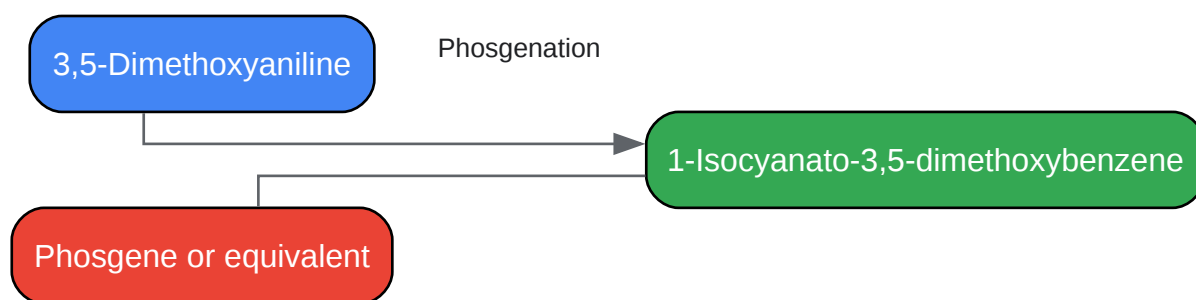 3,5-Dimethoxyaniline
Phosgenation
1-Isocyanato-3,5-dimethoxybenzene
Phosgene or equivalent